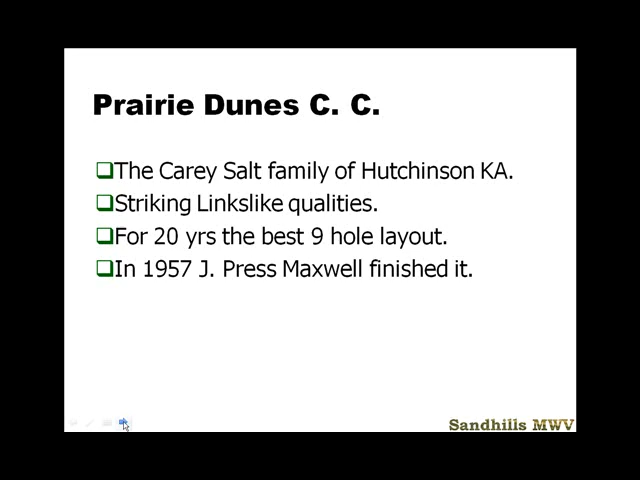 Prairie Dunes C. C.
The Carey Salt family of Hutchinson KA.
Striking Linkslike qualities.
For 20 yrs the best 9 hole layout.
In 1957 J. Press Maxwell finished it.
Sandhills MWV